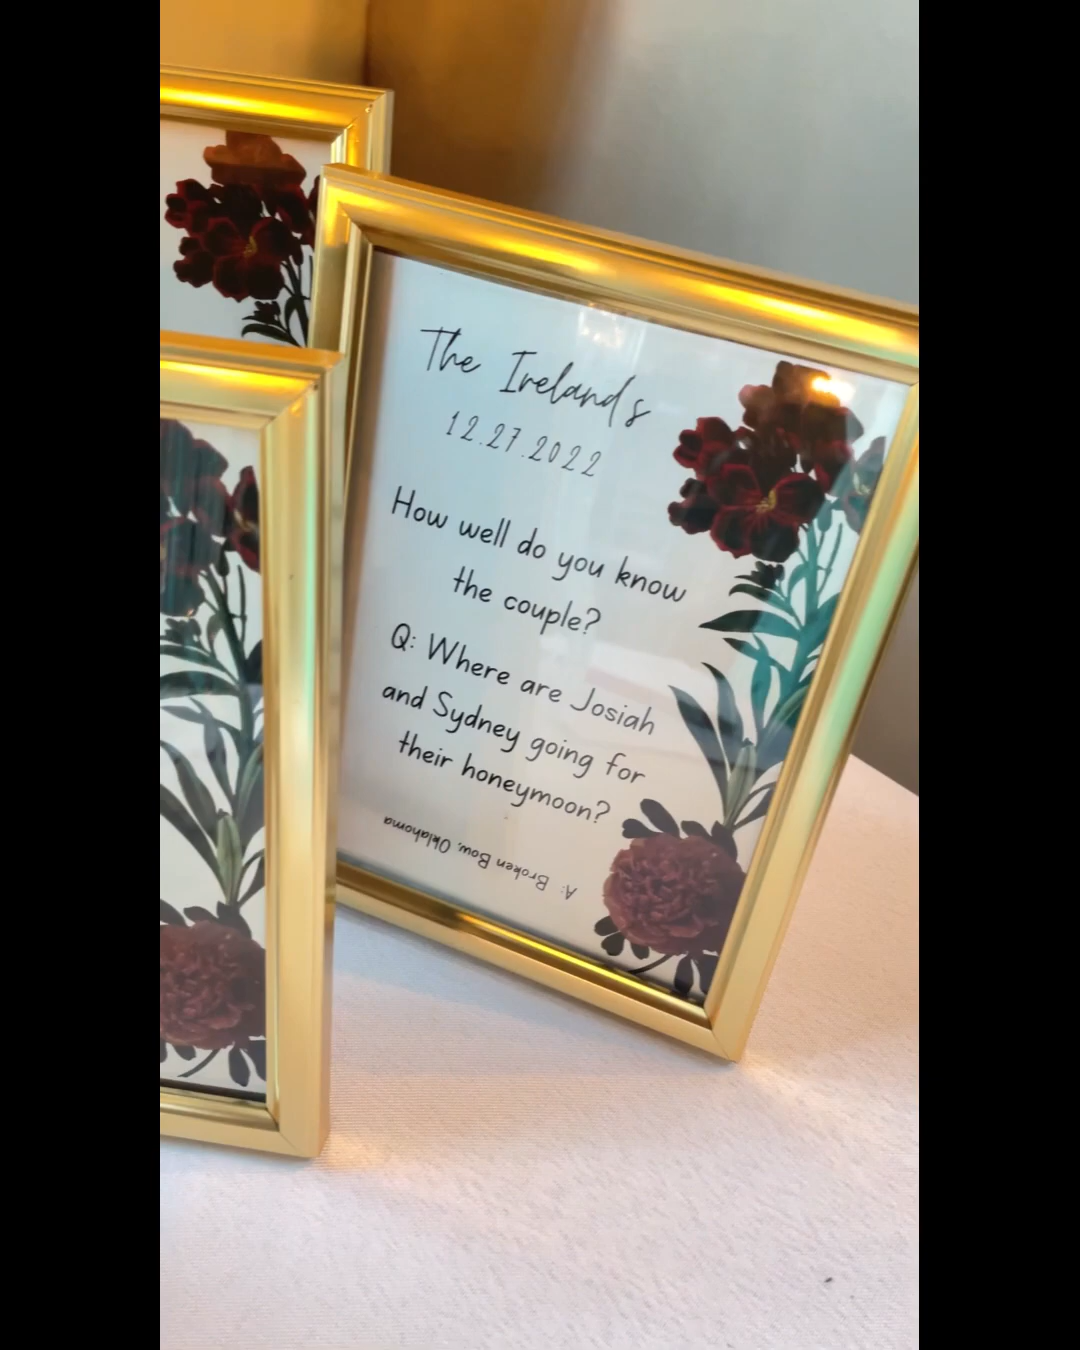 The Irelands
12.27.2022
How well do you know
the couple?
Q: Where are Josiah
and Sydney going for
their honeymoon?
A: Broken Bow, Oklahoma